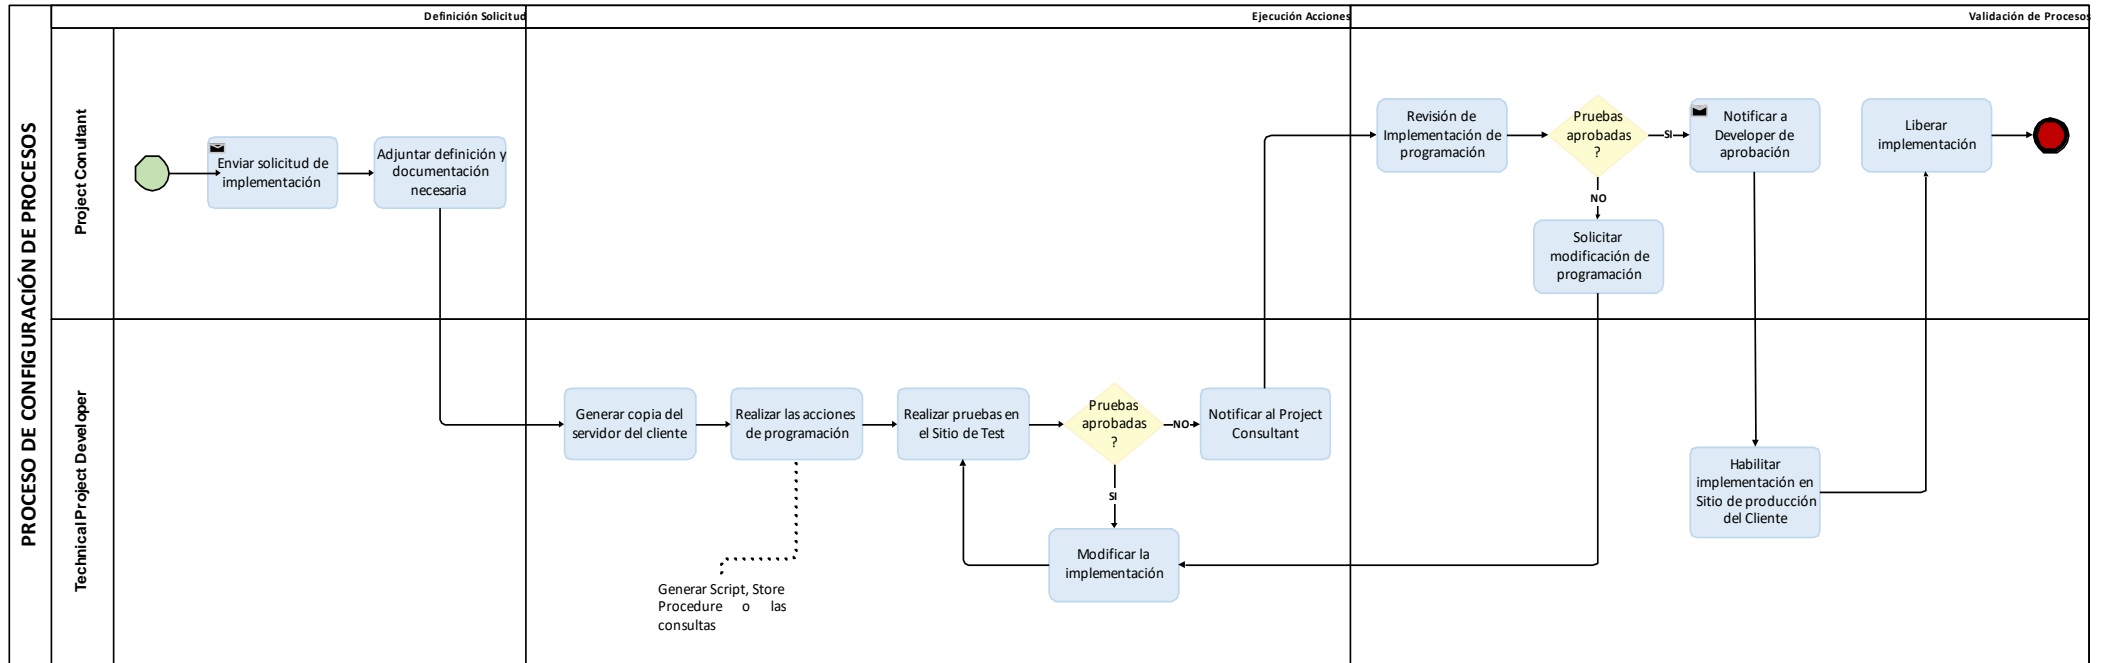 Definición Solicitud
Ejecución Acciones
Validación de Procesos
PROCESO DE CONFIGURACIÓN DE PROCESOS
Project Conultant
Enviar solicitud de
implementación
Adjuntar definición y
documentación
necesaria
Revisión de
Implementación de
programación
Pruebas
aprobadas
?
SI
Notificar a
Developer de
aprobación
Liberar
implementación
NO
Solicitar
modificación de
programación
Technical Project Developer
Generar copia del
servidor del cliente
Realizar las acciones
de programación
Realizar pruebas en
el Sitio de Test
Pruebas
aprobadas
?
NO
Notificar al Project
Consultant
SI
Modificar la
implementación
Habilitar
implementación en
Sitio de producción
del Cliente
Generar Script, Store
Procedure o las
consultas